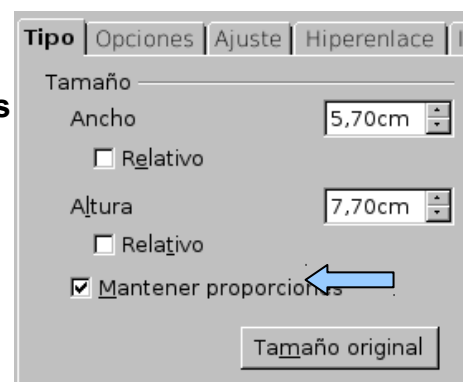 Tipo Opciones Ajuste Hiperenlace
Tamaño
s
Ancho 5,70cm
Relativo
Altura 7,70cm
Relativo
Mantener proporciones
Tamaño original